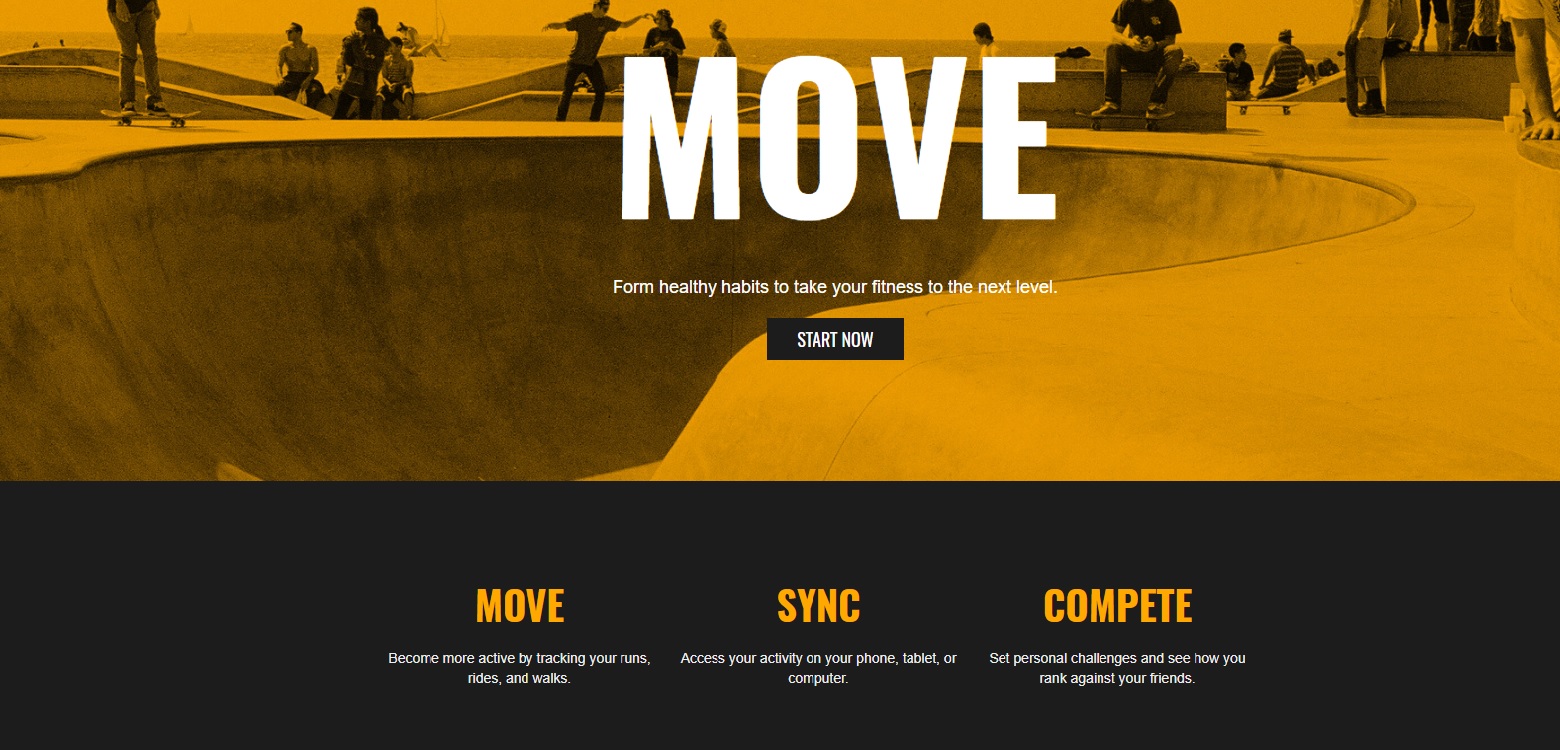 MOVE
Form healthy habits to take your fitness to the next level.
START NOW
MOVE
SYNC
COMPETE
Become more active by tracking your runs,
rides, and walks.
Access your activity on your phone, tablet, or
computer.
Set personal challenges and see how you
rank against your friends.